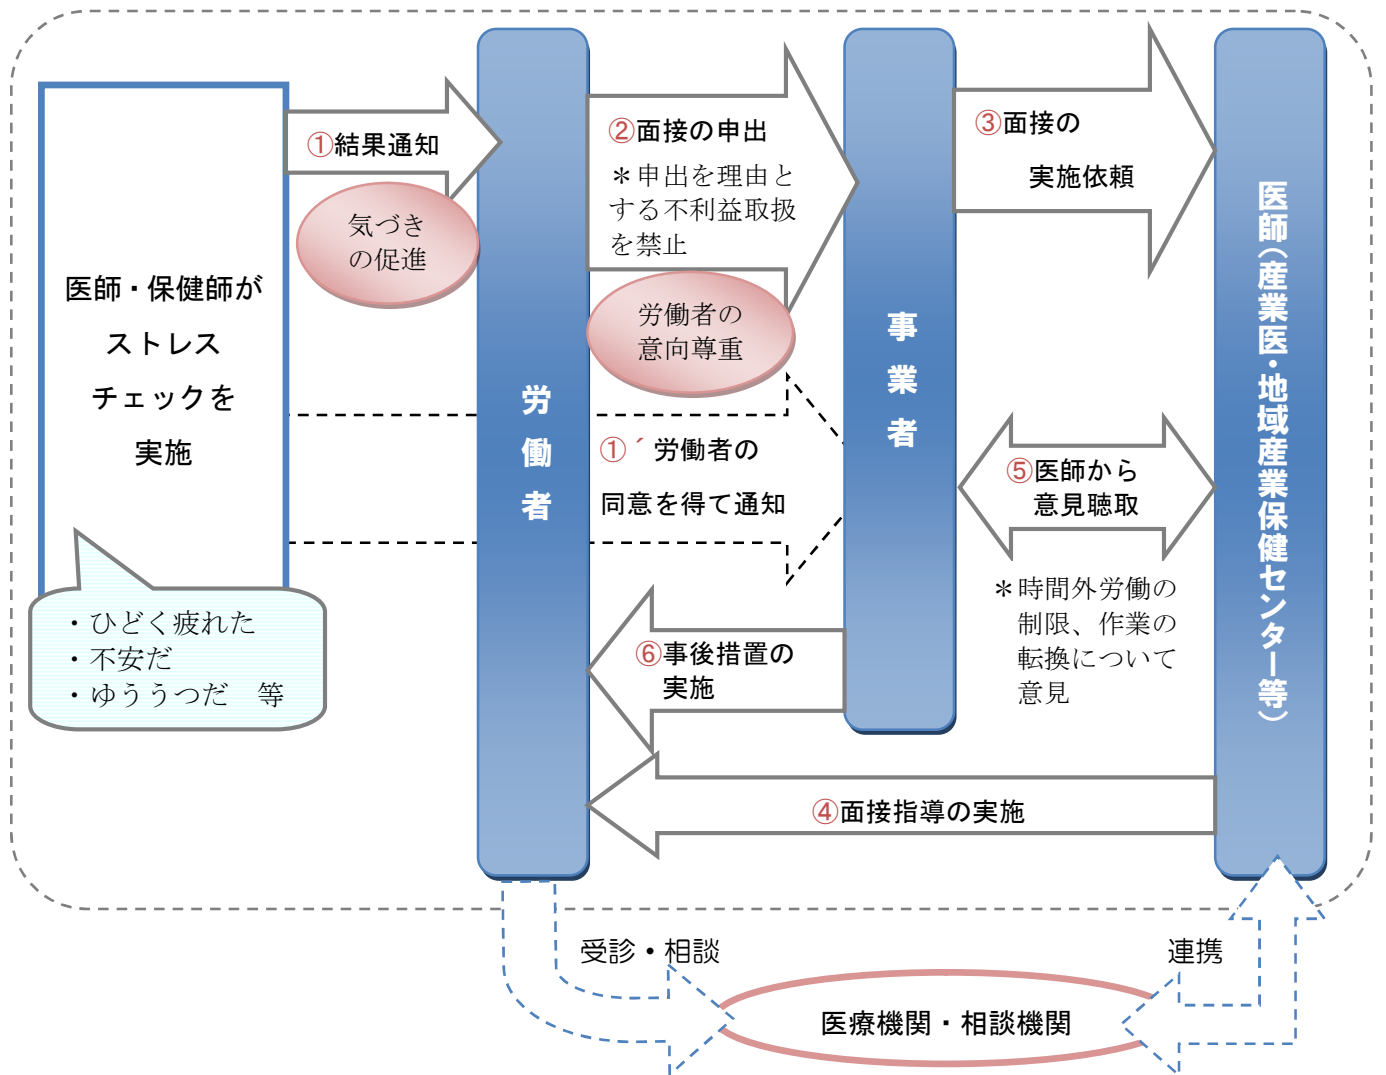 医師・保健師が
ストレス
チェックを
実施
・ひどく疲れた
・不安だ
・ゆううつだ　等
①結果通知
気づき
の促進
労働者
②面接の申出
＊申出を理由と
する不利益取扱
を禁止
労働者の
意向尊重
①´労働者の
同意を得て通知
事業者
③面接の
実施依頼
⑤医師から
意見聴取
＊時間外労働の
制限、作業の
転換について
意見
⑥事後措置の
実施
④面接指導の実施
医師（産業医・地域産業保健センター等）
受診・相談
連携
医療機関・相談機関